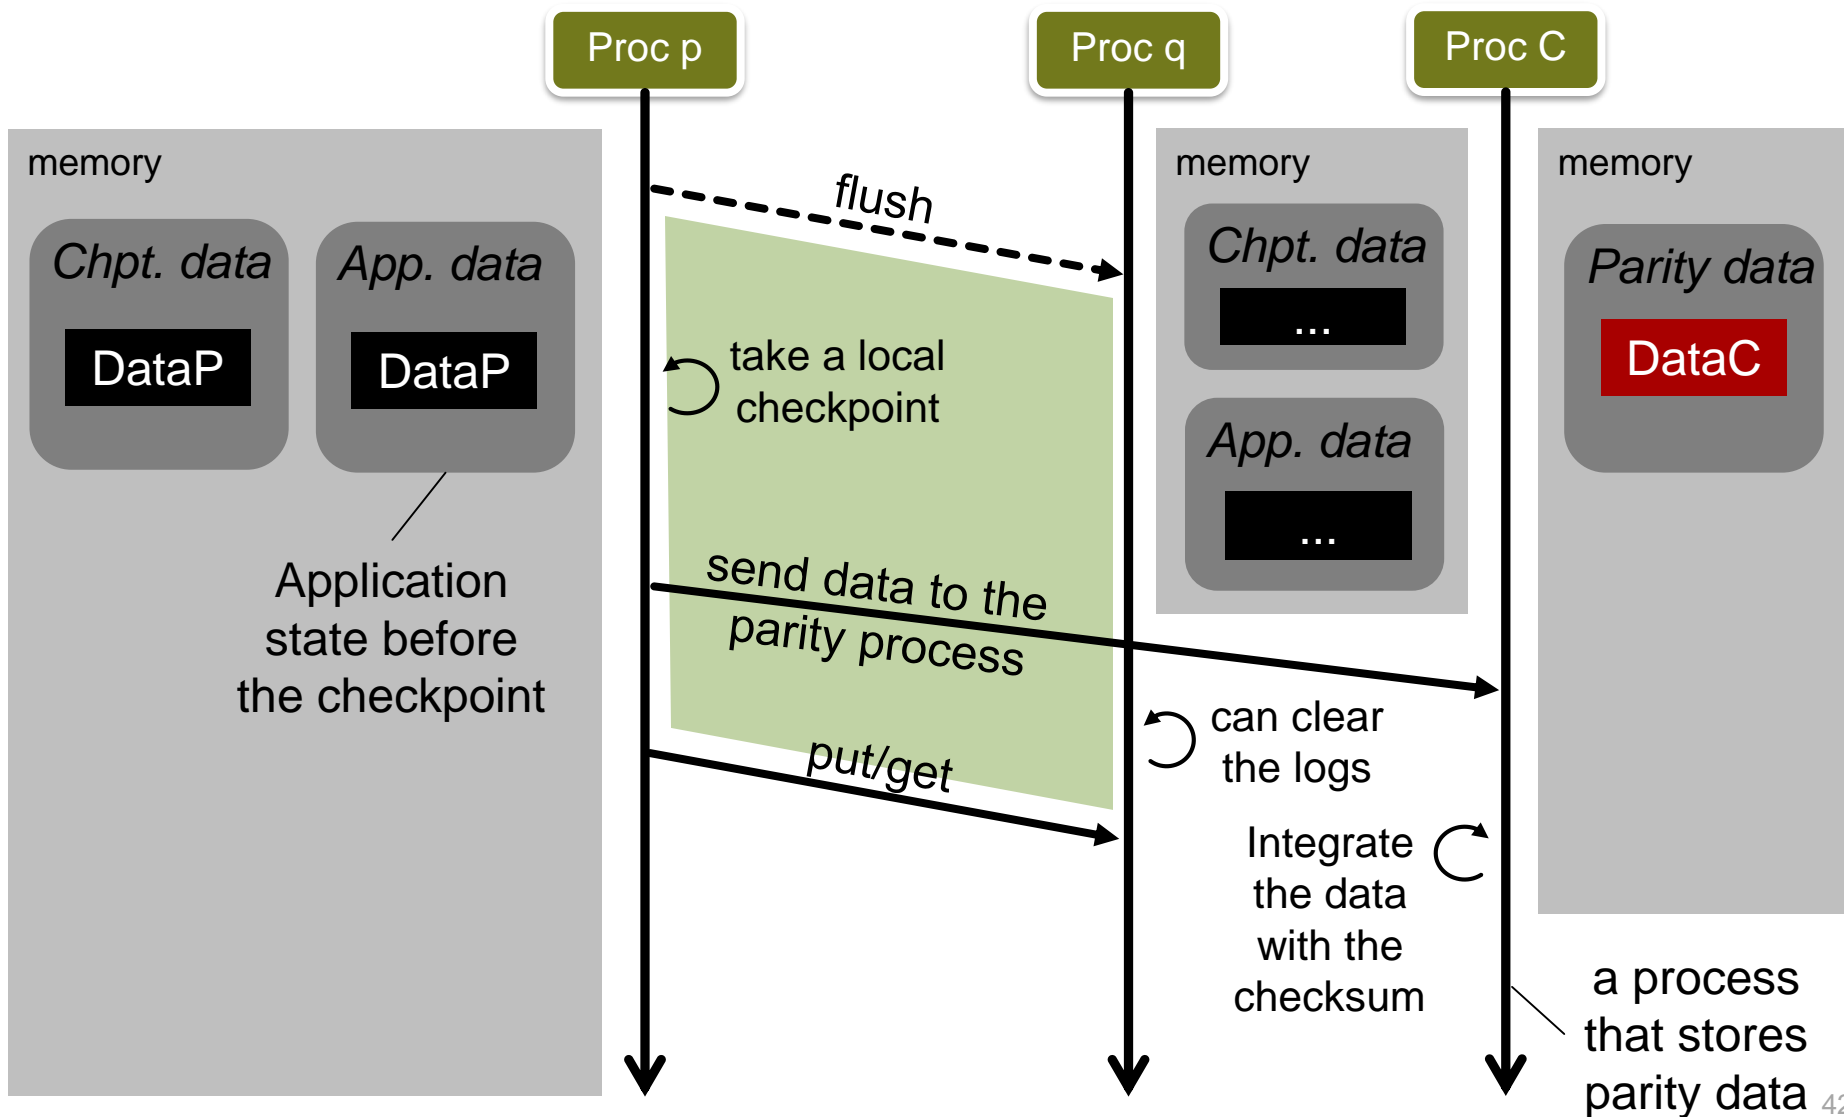 Proc p
Proc q
Proc C
memory
Chpt. data
DataP
App. data
DataP
Application
state before
the checkpoint
flush
take a local
checkpoint
send data to the
parity process
put/get
memory
Chpt. data
...
App. data
...
can clear
the logs
Integrate
the data
with the
checksum
memory
Parity data
DataC
a process
that stores
parity data
42